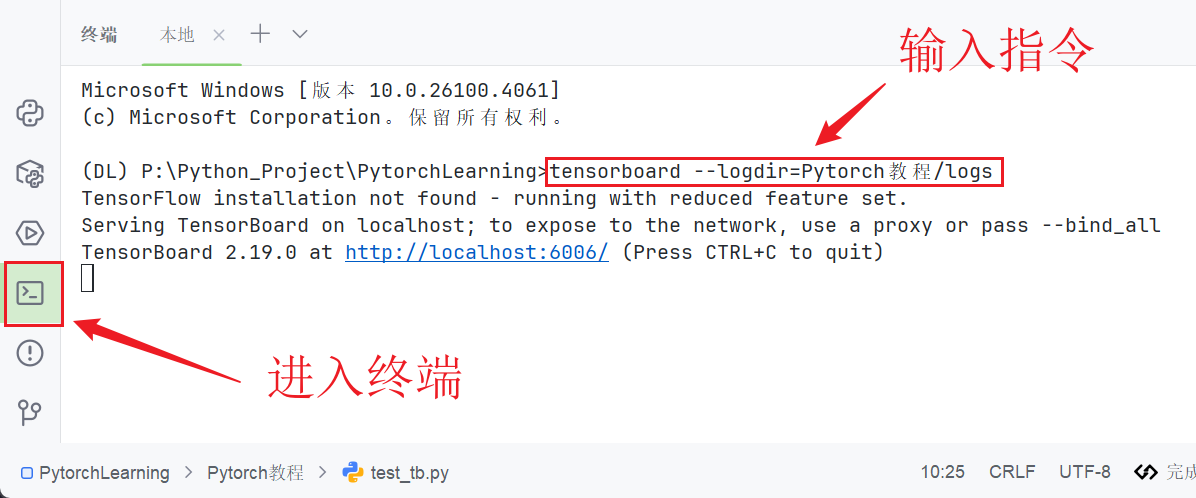 终端 本地
输入指令
Microsoft Windows [版本 10.0.26100.4061]
(c) Microsoft Corporation。保留所有权利。
(DL) P:\Python_Project\PytorchLearning>tensorboard --logdir=Pytorch教程/logs
TensorFlow installation not found - running with reduced feature set.
Serving TensorBoard on localhost; to expose to the network, use a proxy or pass --bind_all
TensorBoard 2.19.0 at http://localhost:6006/ (Press CTRL+C to quit)
进入终端
PytorchLearning > Pytorch教程 > test_tb.py 10:25 CRLF UTF-8 完成